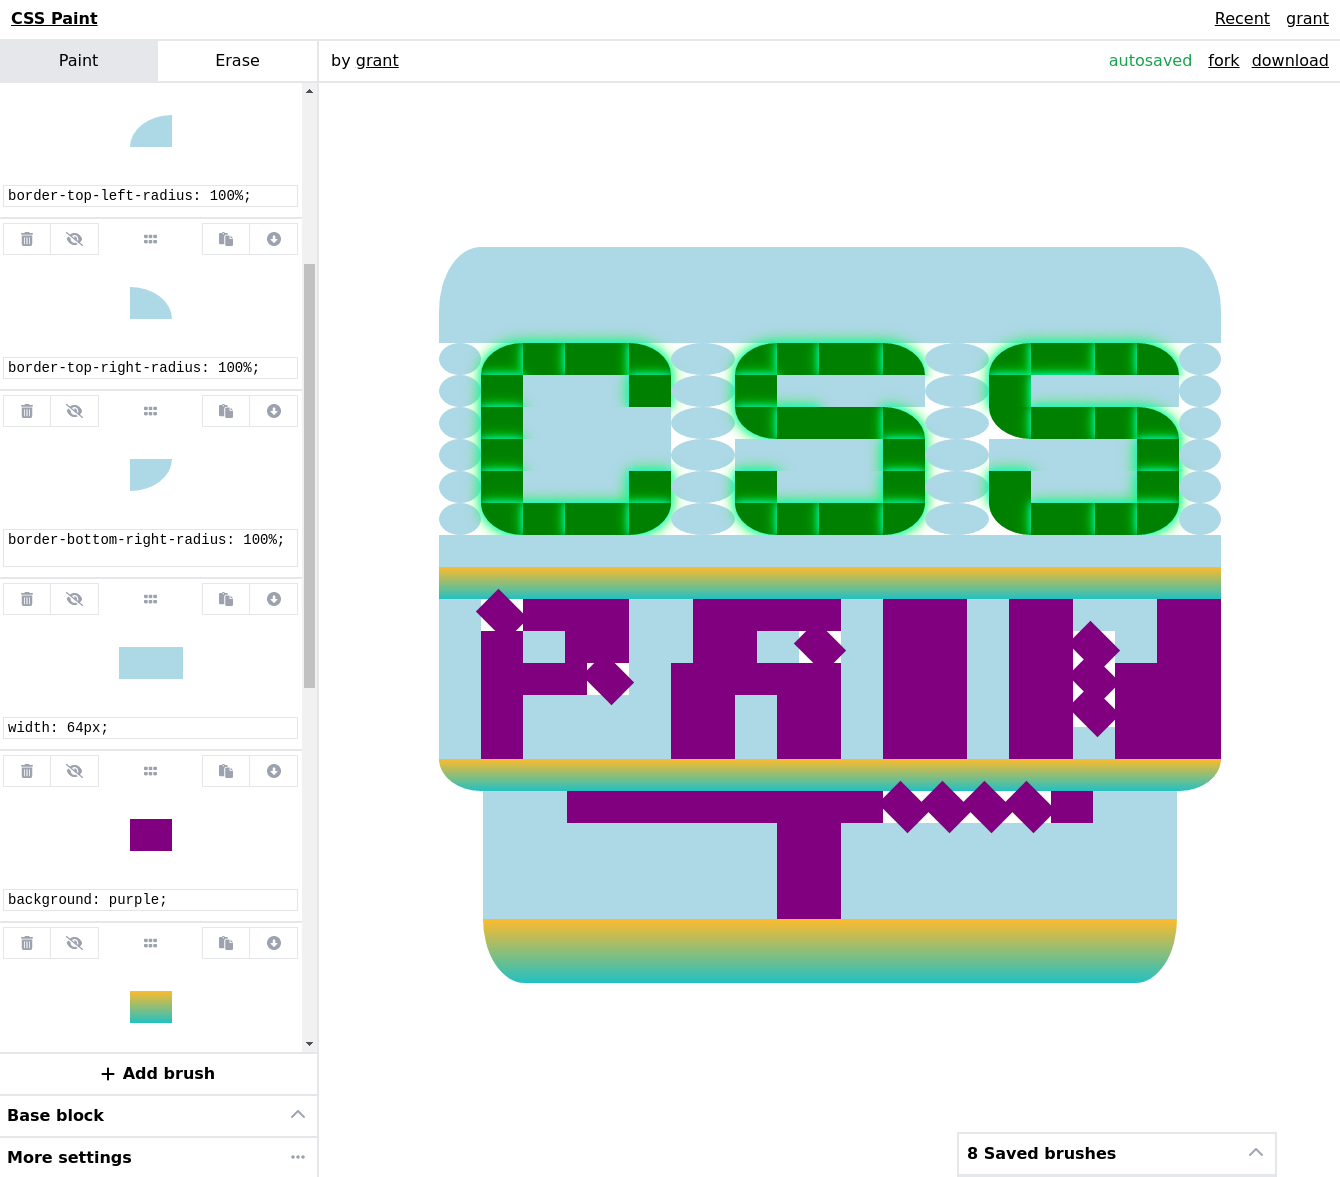 CSS Paint
Recent grant
Paint Erase
by grant
autosaved fork download
border-top-left-radius: 100%;
border-top-right-radius: 100%;
border-bottom-right-radius: 100%;
width: 64px;
background: purple;
+ Add brush
Base block
More settings
CSS
PAIN
T
8 Saved brushes